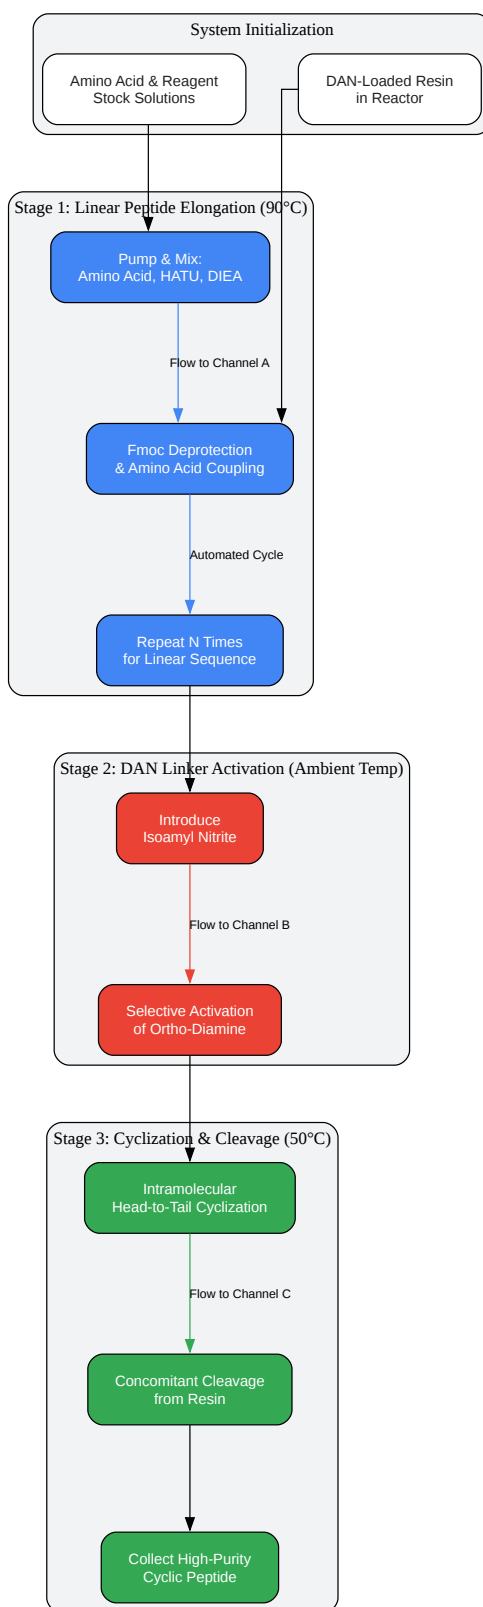 System Initialization
Amino Acid & Reagent
Stock Solutions
DAN-Loaded Resin
in Reactor
Stage 1: Linear Peptide Elongation (90°C)
Pump & Mix:
Amino Acid, HATU, DIEA
Flow to Channel A
Fmoc Deprotection
& Amino Acid Coupling
Automated Cycle
Repeat N Times
for Linear Sequence
Stage 2: DAN Linker Activation (Ambient Temp)
Introduce
Isoamyl Nitrite
Flow to Channel B
Selective Activation
of Ortho-Diamine
Stage 3: Cyclization & Cleavage (50°C)
Intramolecular
Head-to-Tail Cyclization
Flow to Channel C
Concomitant Cleavage
from Resin
Collect High-Purity
Cyclic Peptide